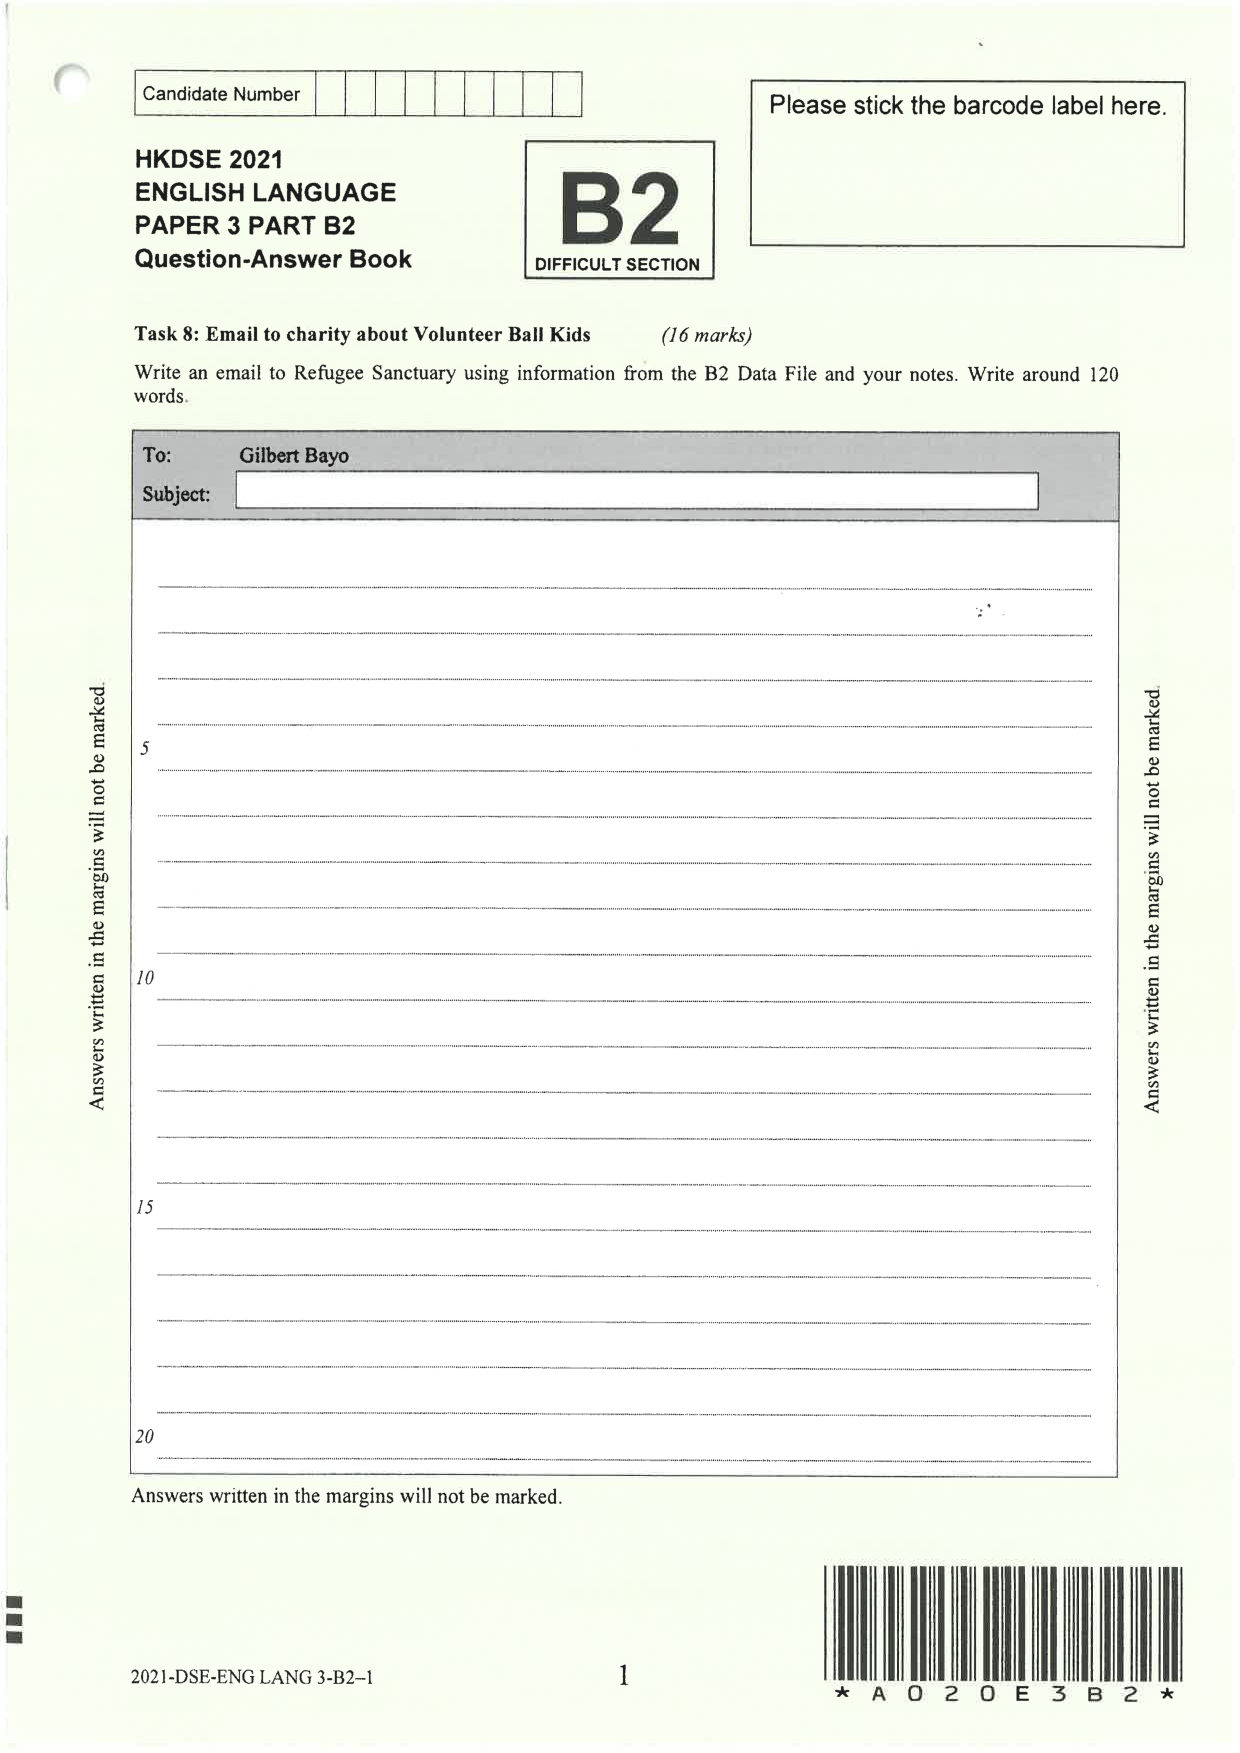 Candidate Number
Please stick the barcode label here.
HKDSE 2021
ENGLISH LANGUAGE
PAPER 3 PART B2
Question-Answer Book
B2
DIFFICULT SECTION
Task 8: Email to charity about Volunteer Ball Kids (16 marks)
Write an email to Refugee Sanctuary using information from the B2 Data File and your notes. Write around 120
words.
To: Gilbert Bayo
Subject:
5
10
15
20
Answers written in the margins will not be marked.
Answers written in the margins will not be marked.
Answers written in the margins will not be marked.
2021-DSE-ENG LANG 3-B2–1
1
* A 0 2 0 E 3 B 2 *